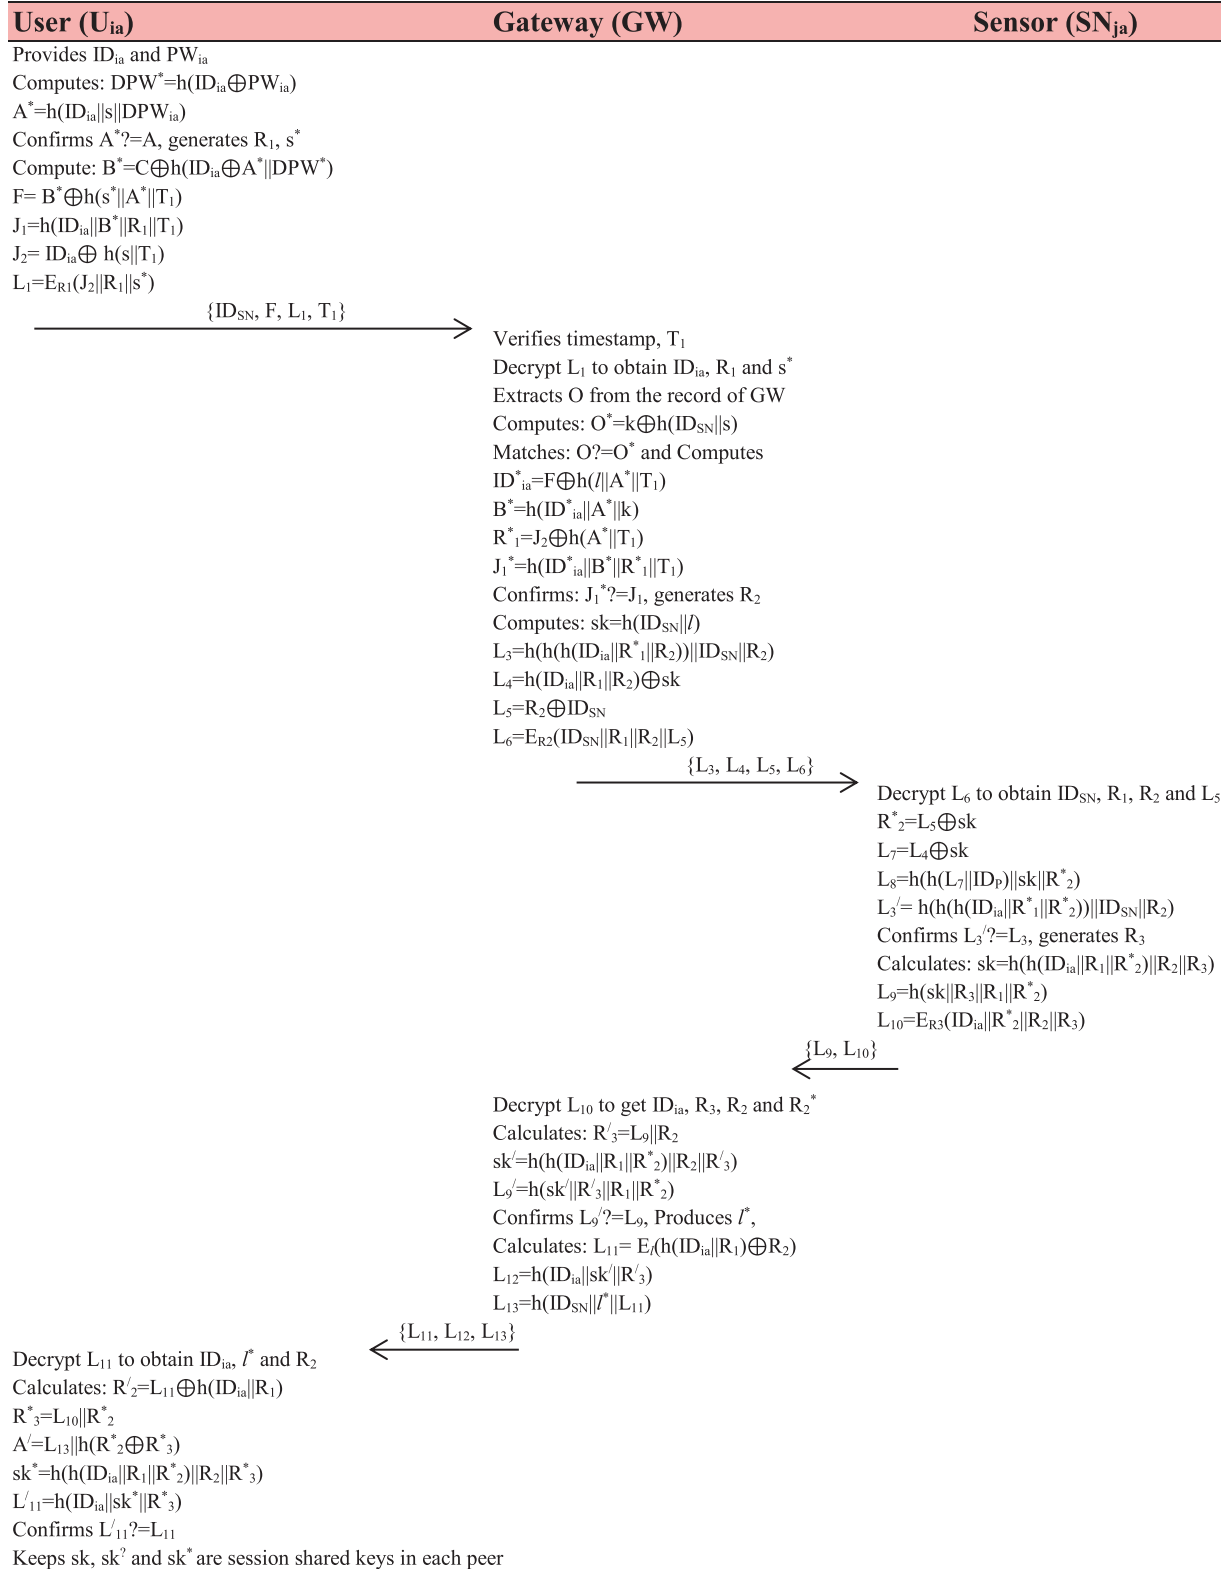 User (Uia) Gateway (GW) Sensor (SNja)
Provides IDia and PWia
Computes: DPW*=h(IDia⊕PWia)
A*=h(IDia||s||DPWia)
Confirms A*?=A, generates R1, s*
Compute: B*=C⊕h(IDia⊕A*||DPW*)
F= B*⊕h(s*||A*||T1)
J1=h(IDia||B*||R1||T1)
J2= IDia⊕ h(s||T1)
L1=ER1(J2||R1||s*)
{IDSN, F, L1, T1}
Verifies timestamp, T1
Decrypt L1 to obtain IDia, R1 and s*
Extracts O from the record of GW
Computes: O*=k⊕h(IDSN||s)
Matches: O?=O* and Computes
ID*ia=F⊕h(l||A*||T1)
B*=h(ID*ia||A*||k)
R*1=J2⊕h(A*||T1)
J1*=h(ID*ia||B*||R*1||T1)
Confirms: J1*?=J1, generates R2
Computes: sk=h(IDSN||l)
L3=h(h(h(IDia||R*1||R2))||IDSN||R2)
L4=h(IDia||R1||R2)⊕sk
L5=R2⊕IDSN
L6=ER2(IDSN||R1||R2||L5)
{L3, L4, L5, L6}
Decrypt L6 to obtain IDSN, R1, R2 and L5
R*2=L5⊕sk
L7=L4⊕sk
L8=h(h(L7||IDP)||sk||R*2)
L3/= h(h(h(IDia||R*1||R*2))||IDSN||R2)
Confirms L3/?=L3, generates R3
Calculates: sk=h(h(IDia||R1||R*2)||R2||R3)
L9=h(sk||R3||R1||R*2)
L10=ER3(IDia||R*2||R2||R3)
{L9, L10}
Decrypt L10 to get IDia, R3, R2 and R2*
Calculates: R/3=L9||R2
sk/=h(h(IDia||R1||R*2)||R2||R/3)
L9/=h(sk/||R/3||R1||R*2)
Confirms L9/?=L9, Produces l*,
Calculates: L11= El(h(IDia||R1)⊕R2)
L12=h(IDia||sk/||R/3)
L13=h(IDSN||l*||L11)
{L11, L12, L13}
Decrypt L11 to obtain IDia, l* and R2
Calculates: R/2=L11⊕h(IDia||R1)
R*3=L10||R*2
A/=L13||h(R*2⊕R*3)
sk*=h(h(IDia||R1||R*2)||R2||R*3)
L/11=h(IDia||sk*||R*3)
Confirms L/11?=L11
Keeps sk, sk? and sk* are session shared keys in each peer